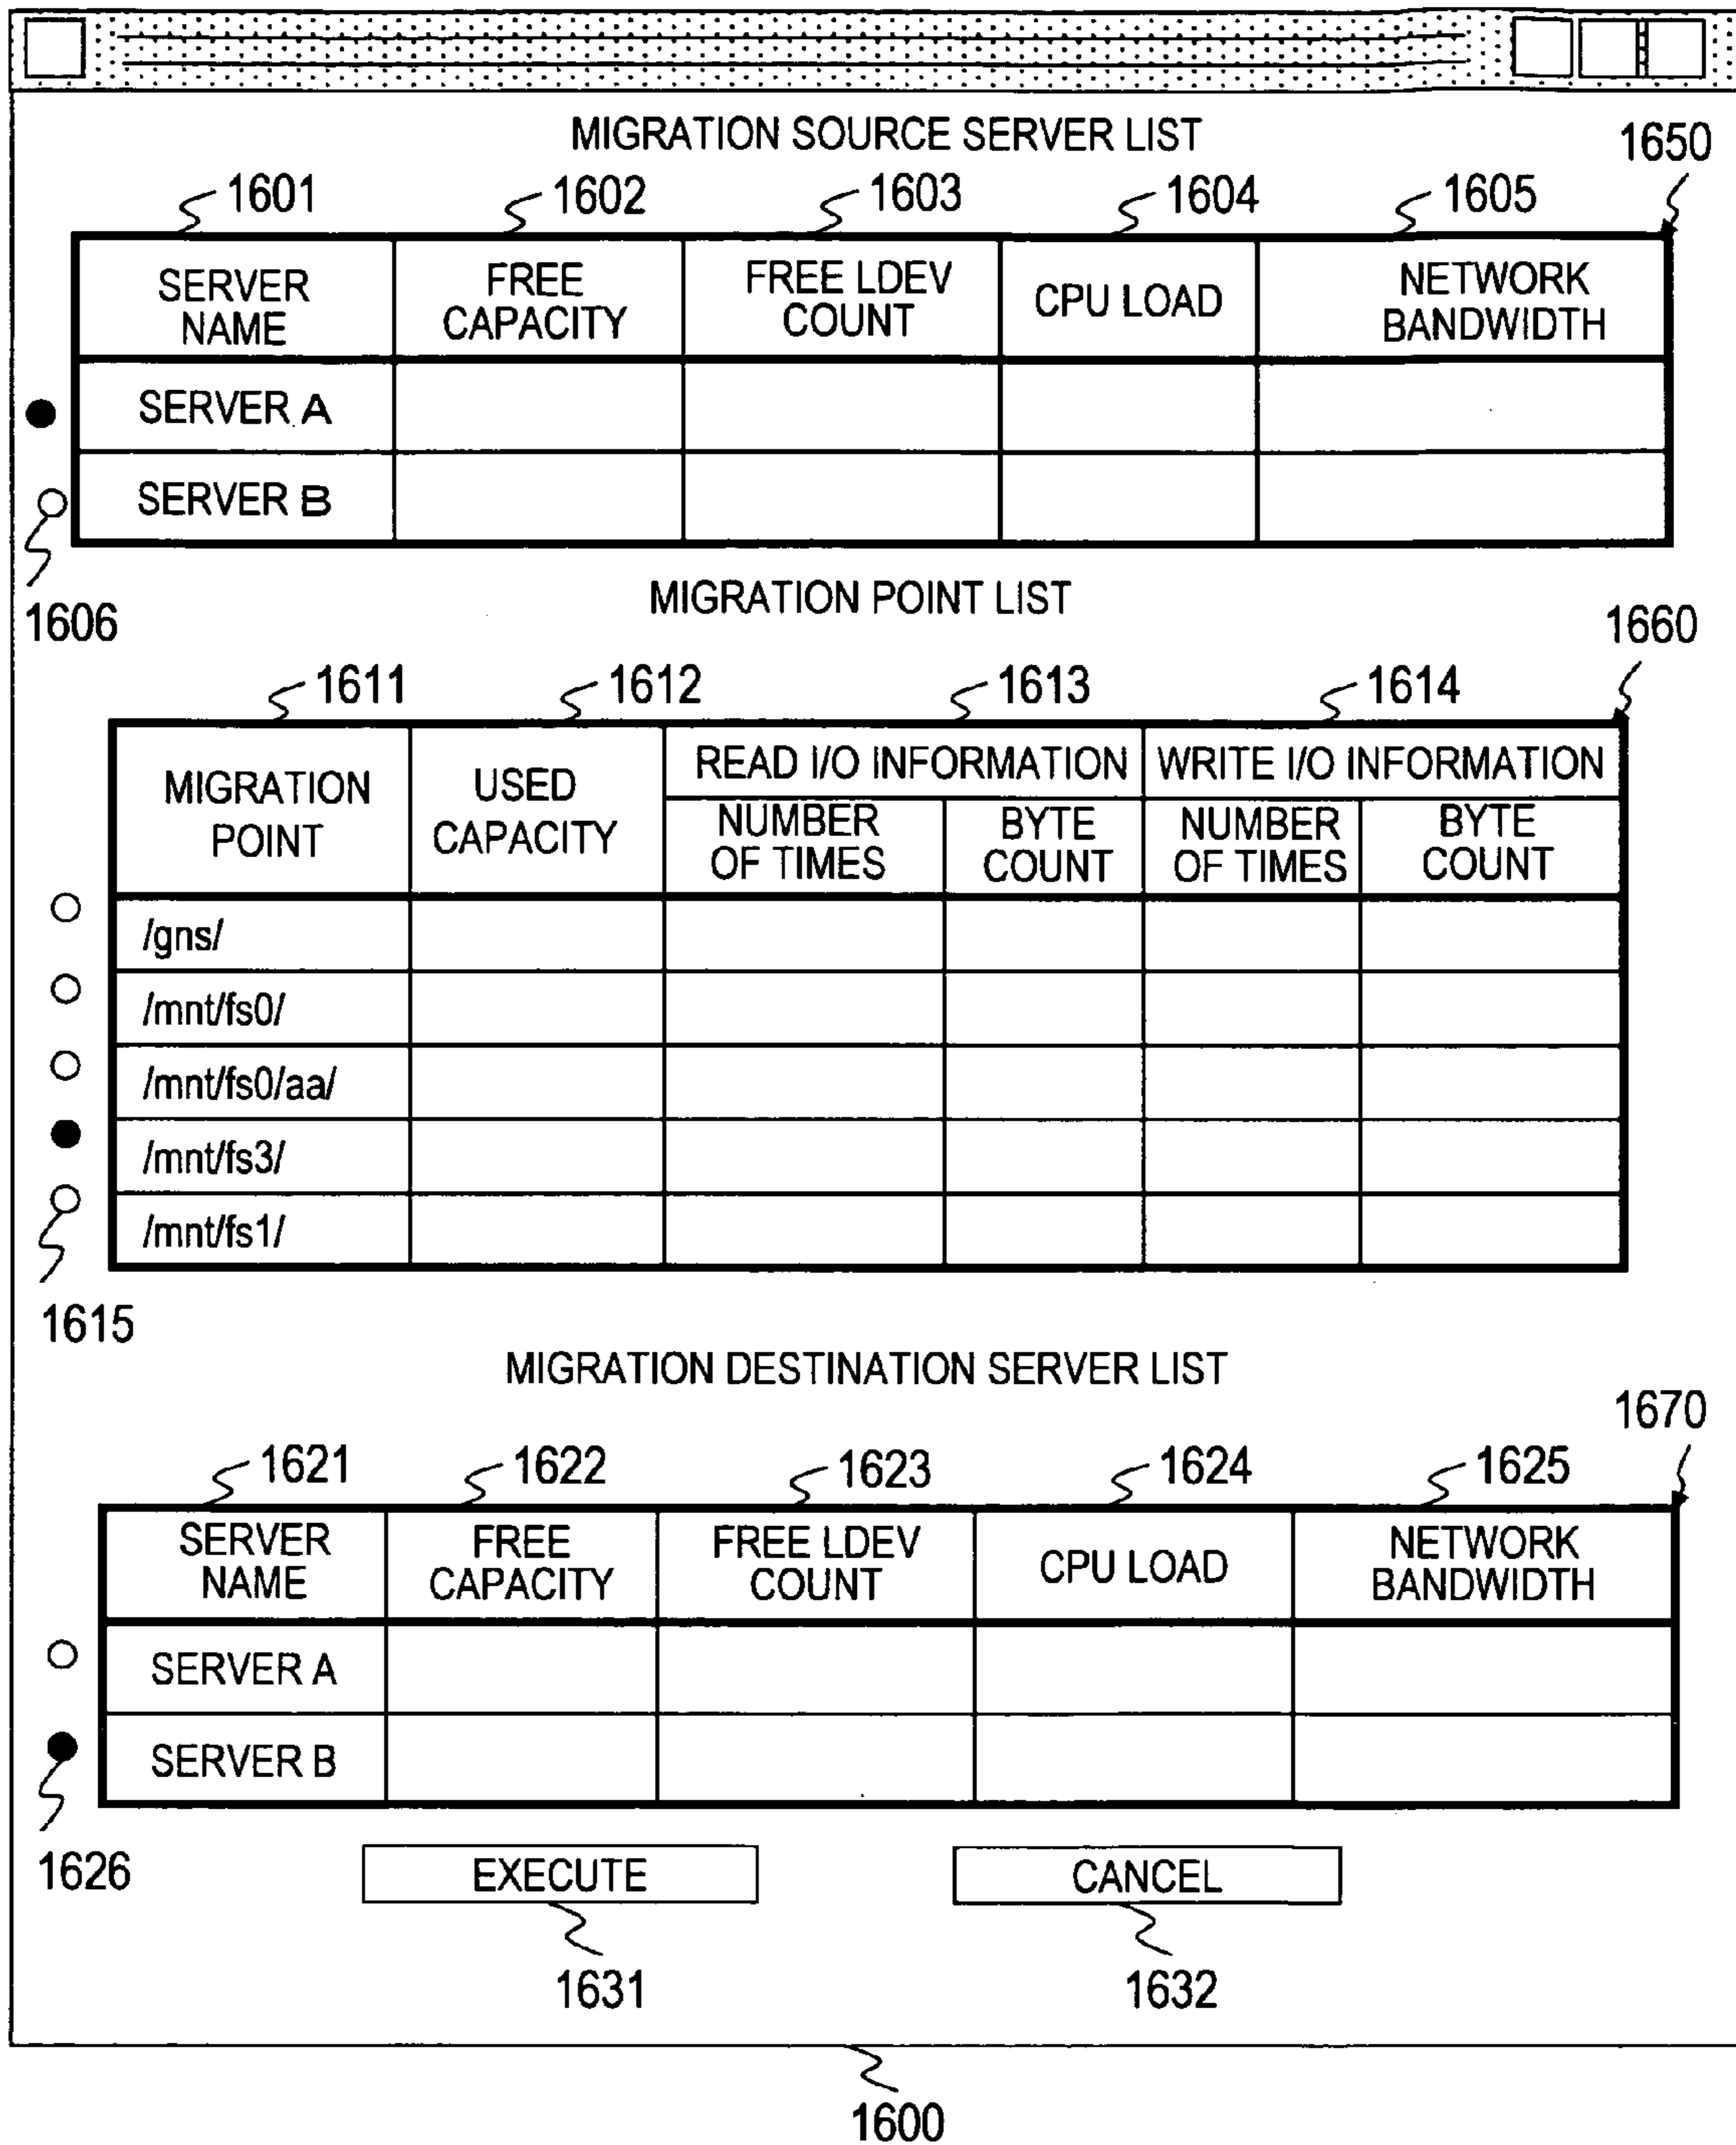 MIGRATION SOURCE SERVER LIST
1650
1601 1602 1603 1604 1605
SERVER NAME FREE CAPACITY FREE LDEV COUNT CPU LOAD NETWORK BANDWIDTH
SERVER A
SERVER B
1606
MIGRATION POINT LIST
1660
1611 1612 1613 1614
MIGRATION POINT USED CAPACITY READ I/O INFORMATION WRITE I/O INFORMATION
NUMBER OF TIMES BYTE COUNT NUMBER OF TIMES BYTE COUNT
/gns/
/mnt/fs0/
/mnt/fs0/aa/
/mnt/fs3/
/mnt/fs1/
1615
MIGRATION DESTINATION SERVER LIST
1670
1621 1622 1623 1624 1625
SERVER NAME FREE CAPACITY FREE LDEV COUNT CPU LOAD NETWORK BANDWIDTH
SERVER A
SERVER B
1626
EXECUTE CANCEL
1631 1632
1600